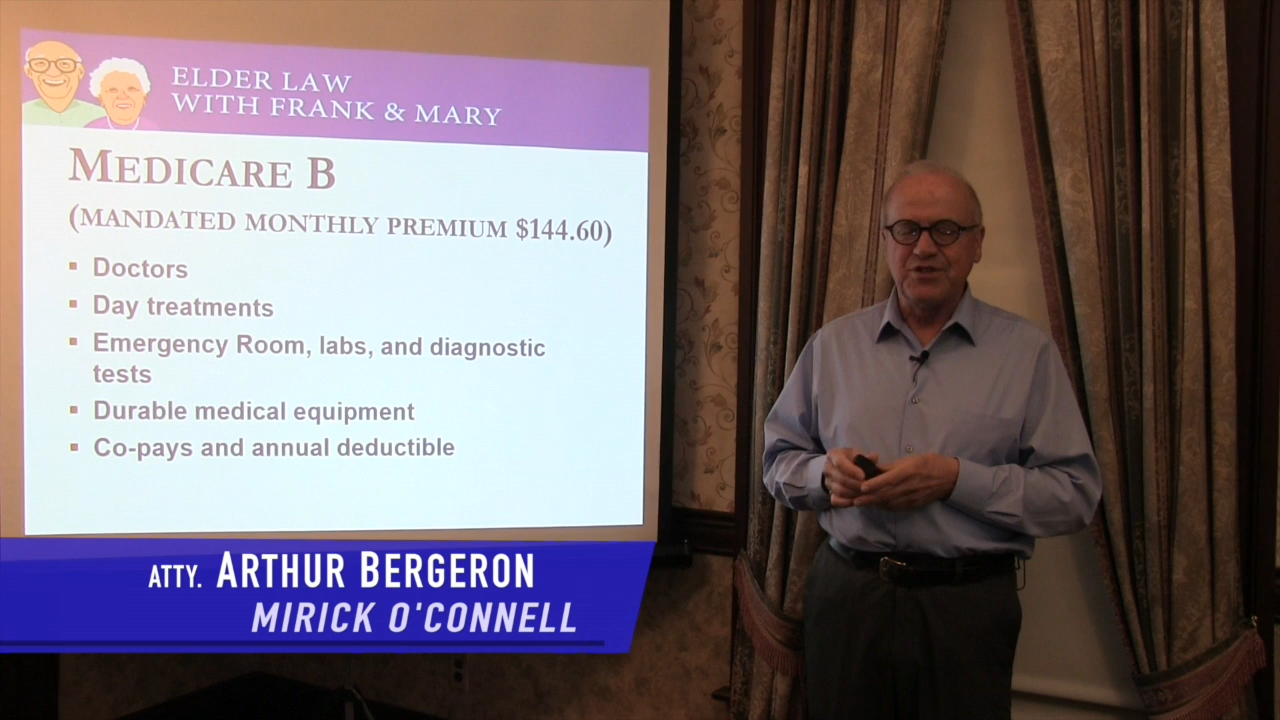 ELDER LAW
WITH FRANK & MARY
MEDICARE B
(MANDATED MONTHLY PREMIUM $144.60)
▪ Doctors
▪ Day treatments
▪ Emergency Room, labs, and diagnostic
tests
▪ Durable medical equipment
▪ Co-pays and annual deductible
ATTY. ARTHUR BERGERON
MIRICK O'CONNELL